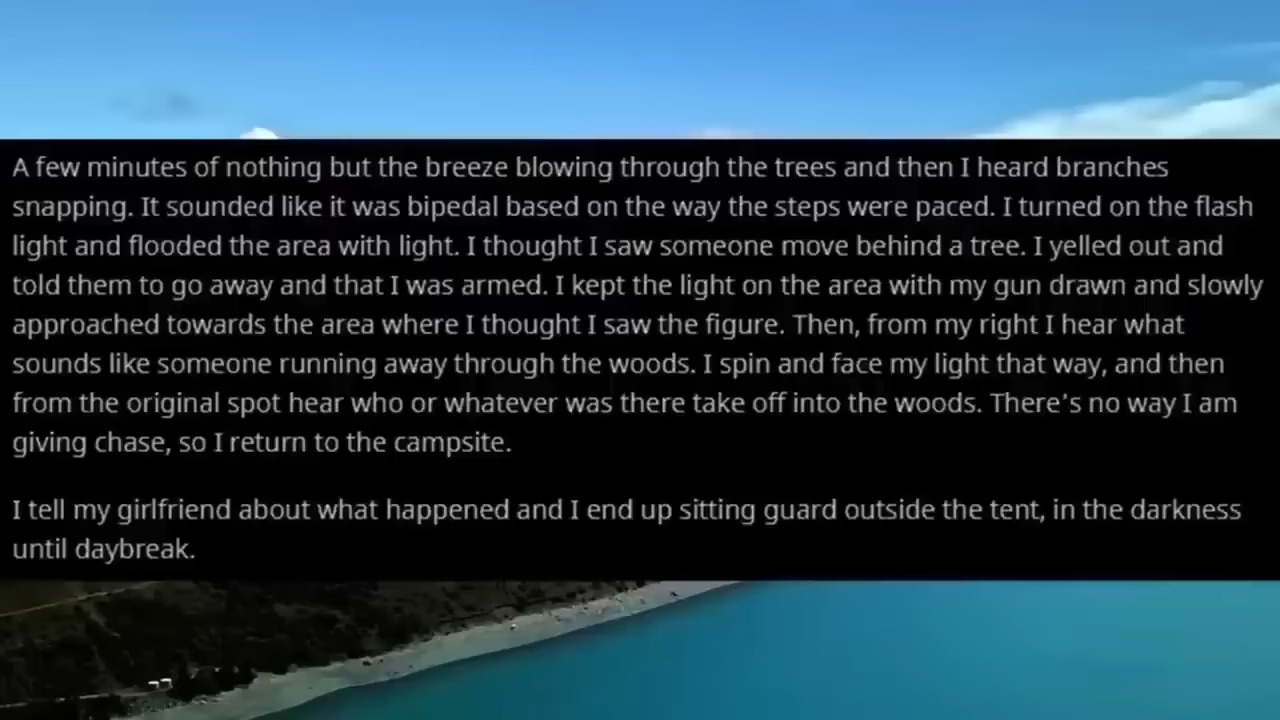 A few minutes of nothing but the breeze blowing through the trees and then I heard branches
snapping. It sounded like it was bipedal based on the way the steps were paced. I turned on the flash
light and flooded the area with light. I thought I saw someone move behind a tree. I yelled out and
told them to go away and that I was armed. I kept the light on the area with my gun drawn and slowly
approached towards the area where I thought I saw the figure. Then, from my right I hear what
sounds like someone running away through the woods. I spin and face my light that way, and then
from the original spot hear who or whatever was there take off into the woods. There's no way I am
giving chase, so I return to the campsite.
I tell my girlfriend about what happened and I end up sitting guard outside the tent, in the darkness
until daybreak.